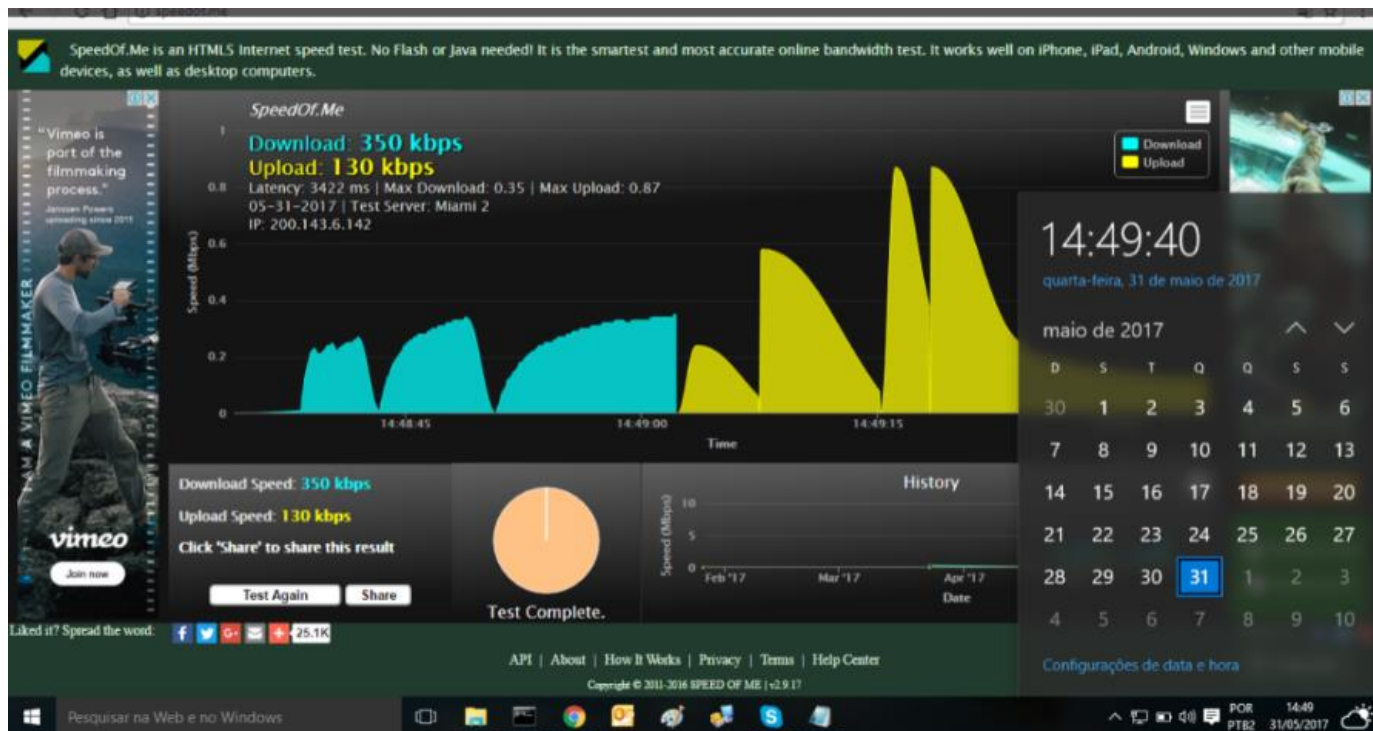 speedof.me
SpeedOf.Me is an HTML5 Internet speed test. No Flash or Java needed! It is the smartest and most accurate online bandwidth test. It works well on iPhone, iPad, Android, Windows and other mobile
devices, as well as desktop computers.
"Vimeo is
part of the
filmmaking
process."
Janssen Powers
uploading since 2011
I AM A VIMEO FILMMAKER
vimeo
Join now
SpeedOf.Me
Download: 350 kbps
Upload: 130 kbps
Latency: 3422 ms | Max Download: 0.35 | Max Upload: 0.87
05-31-2017 | Test Server: Miami 2
IP: 200.143.6.142
Download
Upload
Speed (Mbps)
1
0.8
0.6
0.4
0.2
0
14:48:45
14:49:00
14:49:15
Time
Download Speed: 350 kbps
Upload Speed: 130 kbps
Click 'Share' to share this result
Test Again
Share
Test Complete.
History
Speed (Mbps)
10
5
0
Feb '17
Mar '17
Apr '17
Date
14:49:40
quarta-feira, 31 de maio de 2017
maio de 2017
D S T Q Q S S
30 1 2 3 4 5 6
7 8 9 10 11 12 13
14 15 16 17 18 19 20
21 22 23 24 25 26 27
28 29 30 31 1 2 3
4 5 6 7 8 9 10
Configurações de data e hora
Liked it? Spread the word:
25.1K
API | About | How It Works | Privacy | Terms | Help Center
Copyright © 2011-2016 SPEED OF ME | v2.9.17
Pesquisar na Web e no Windows
POR
PTB2
14:49
31/05/2017